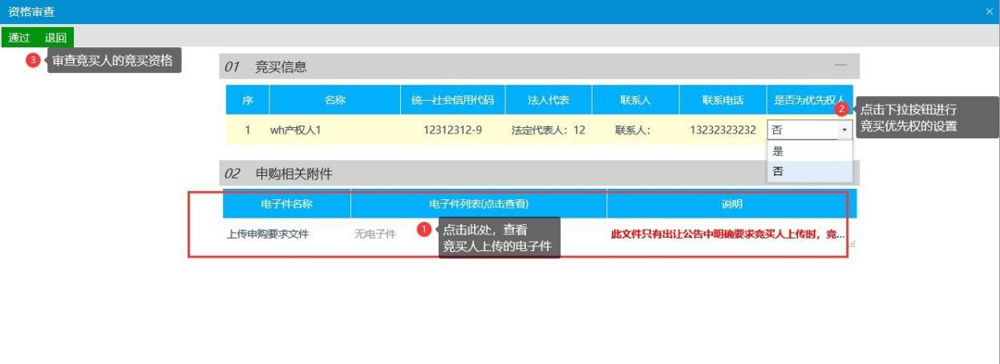 资格审查
×
通过 退回
3 审查竞买人的竞买资格
01 竞买信息
序 名称 统一社会信用代码 法人代表 联系人 联系电话 是否为优先权人
2 点击下拉按钮进行
竞买优先权的设置
1 wh产权人1 12312312-9 法定代表人：12 联系人： 13232323232 否
是
否
02 申购相关附件
电子件名称 电子件列表(点击查看) 说明
上传申购要求文件 无电子件 此文件只有出让公告中明确要求竞买人上传时，竞...
1 点击此处，查看
竞买人上传的电子件